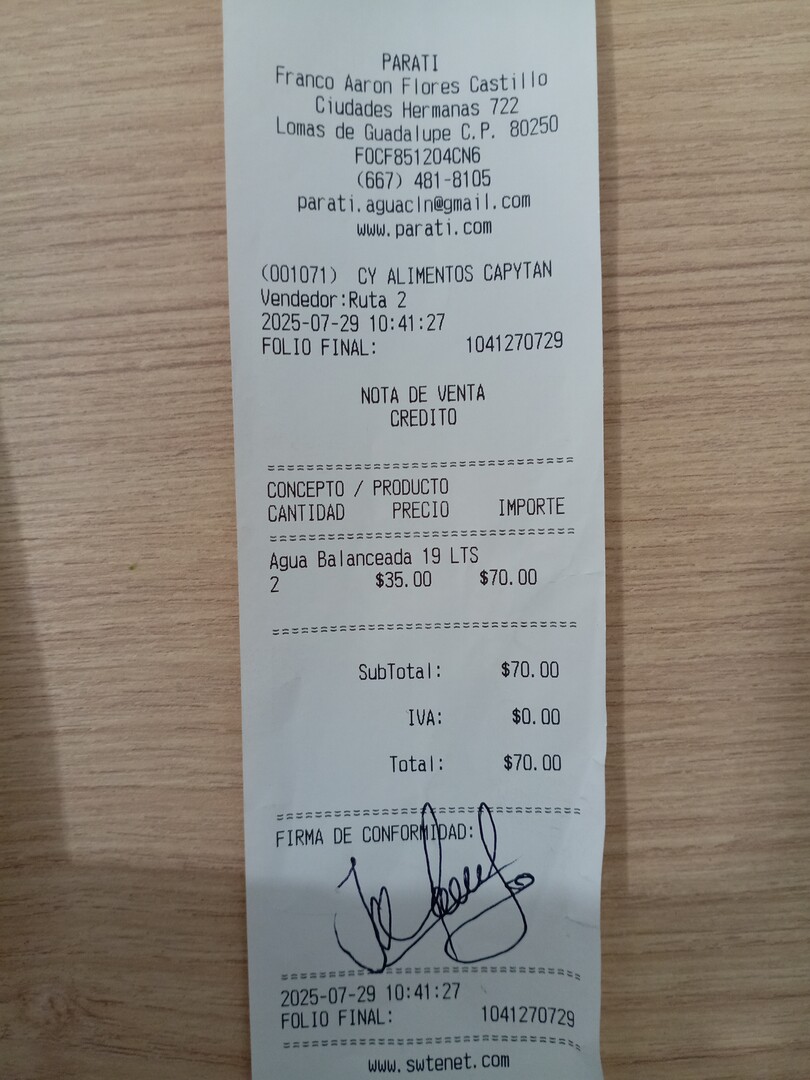 PARATI
Franco Aaron Flores Castillo
Ciudades Hermanas 722
Lomas de Guadalupe C.P. 80250
FOCF851204CN6
(667) 481-8105
parati.aguacln@gmail.com
www.parati.com
(001071) CY ALIMENTOS CAPYTAN
Vendedor:Ruta 2
2025-07-29 10:41:27
FOLIO FINAL: 1041270729
NOTA DE VENTA
CREDITO
CONCEPTO / PRODUCTO
CANTIDAD PRECIO IMPORTE
Agua Balanceada 19 LTS
2 $35.00 $70.00
SubTotal: $70.00
IVA: $0.00
Total: $70.00
FIRMA DE CONFORMIDAD:
2025-07-29 10:41:27
FOLIO FINAL: 1041270729
www.swtenet.com